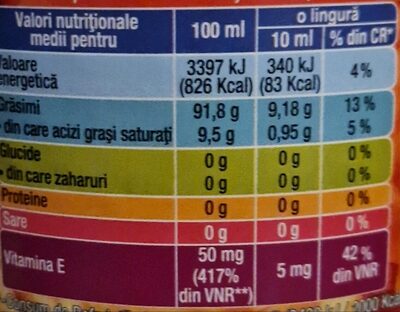 Valori nutriționale medii pentru 100 ml o lingură 10 ml % din CR*
Valoare energetică 3397 kJ (826 Kcal) 340 kJ (83 Kcal) 4%
Grăsimi 91,8 g 9,18 g 13 %
din care acizi grași saturați 9,5 g 0,95 g 5 %
Glucide 0 g 0 g 0 %
• din care zaharuri 0 g 0 g 0 %
Proteine 0 g 0 g 0 %
Sare 0 g 0 g 0 %
Vitamina E 50 mg (417% din VNR**) 5 mg 42 % din VNR